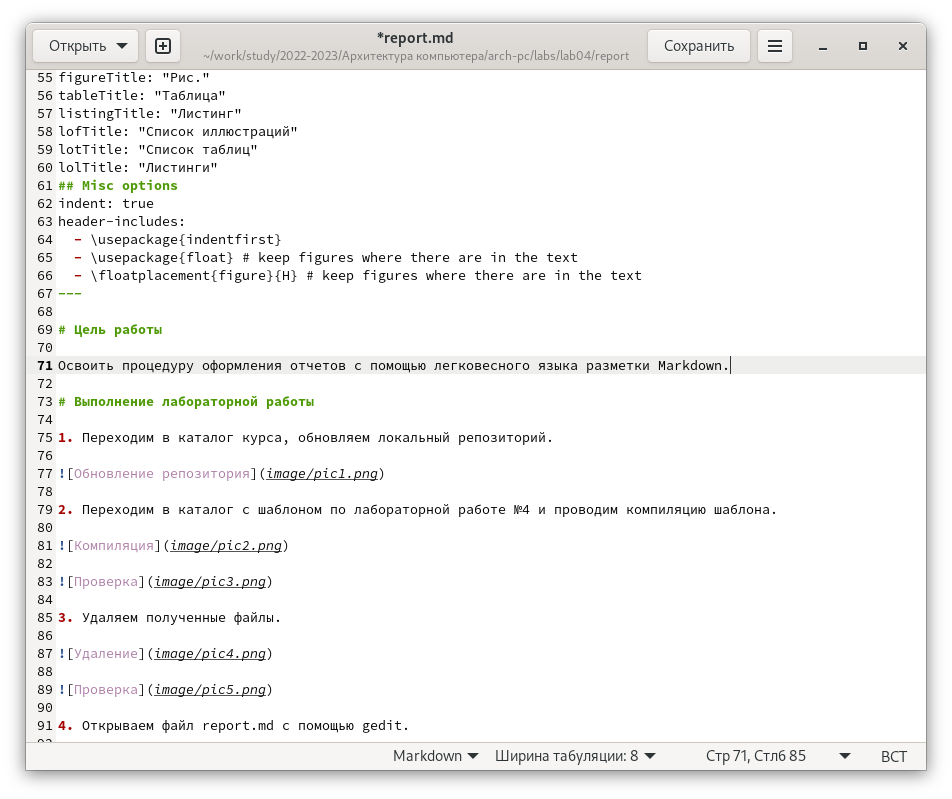 Открыть
*report.md
~/work/study/2022-2023/Архитектура компьютера/arch-pc/labs/lab04/report
Сохранить
55 figureTitle: "Рис."
56 tableTitle: "Таблица"
57 listingTitle: "Листинг"
58 lofTitle: "Список иллюстраций"
59 lotTitle: "Список таблиц"
60 lolTitle: "Листинги"
61 ## Misc options
62 indent: true
63 header-includes:
64   - \usepackage{indentfirst}
65   - \usepackage{float} # keep figures where there are in the text
66   - \floatplacement{figure}{H} # keep figures where there are in the text
67 ---
68
69 # Цель работы
70
71 Освоить процедуру оформления отчетов с помощью легковесного языка разметки Markdown.
72
73 # Выполнение лабораторной работы
74
75 1. Переходим в каталог курса, обновляем локальный репозиторий.
76
77 ![Обновление репозитория](image/pic1.png)
78
79 2. Переходим в каталог с шаблоном по лабораторной работе №4 и проводим компиляцию шаблона.
80
81 ![Компиляция](image/pic2.png)
82
83 ![Проверка](image/pic3.png)
84
85 3. Удаляем полученные файлы.
86
87 ![Удаление](image/pic4.png)
88
89 ![Проверка](image/pic5.png)
90
91 4. Открываем файл report.md с помощью gedit.
Markdown Ширина табуляции: 8 Стр 71, Стлб 85 ВСТ